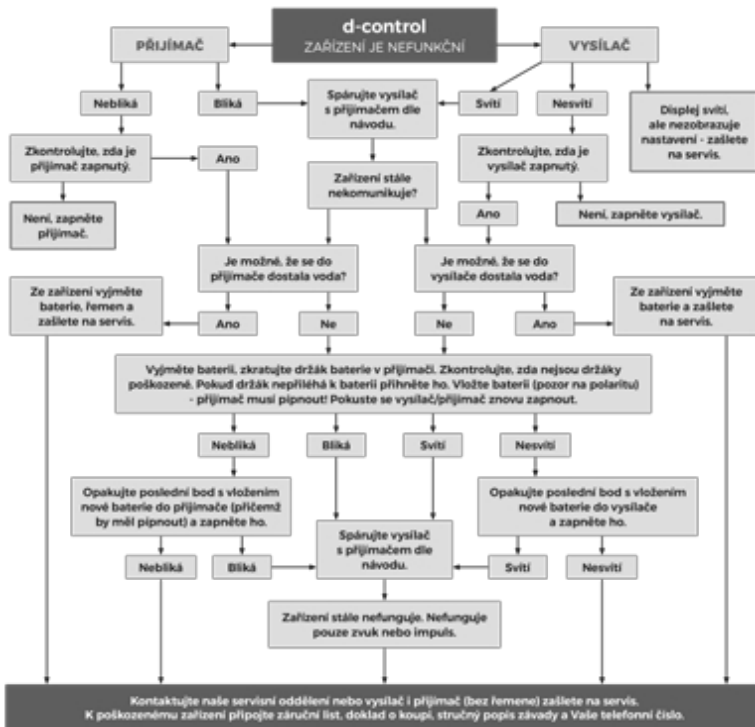 d-control
ZAŘÍZENÍ JE NEFUNKČNÍ
PŘIJÍMAČ
VYSÍLAČ
Nebliká
Bliká
Spárujte vysílač
s přijímačem dle
návodu.
Svítí
Nesvítí
Displej svítí,
ale nezobrazuje
nastavení - zašlete
na servis.
Zkontrolujte, zda je
přijímač zapnutý.
Ano
Zařízení stále
nekomunikuje?
Zkontrolujte, zda je
vysílač zapnutý.
Není, zapněte
přijímač.
Ano
Není, zapněte vysílač.
Je možné, že se do
přijímače dostala voda?
Je možné, že se do
vysílače dostala voda?
Ze zařízení vyjměte
baterie, řemen a
zašlete na servis.
Ano
Ne
Ne
Ano
Ze zařízení vyjměte
baterie a zašlete
na servis.
Vyjměte baterii, zkratujte držák baterie v přijímači. Zkontrolujte, zda nejsou držáky
poškozené. Pokud držák nepřiléhá k baterii přihněte ho. Vložte baterii (pozor na polaritu)
- přijímač musí pípnout! Pokuste se vysílač/přijímač znovu zapnout.
Nebliká
Bliká
Svítí
Nesvítí
Opakujte poslední bod s vložením
nové baterie do přijímače (přičemž
by měl pípnout) a zapněte ho.
Spárujte vysílač
s přijímačem dle
návodu.
Opakujte poslední bod s vložením
nové baterie do vysílače
a zapněte ho.
Nebliká
Bliká
Svítí
Nesvítí
Zařízení stále nefunguje. Nefunguje
pouze zvuk nebo impuls.
Kontaktujte naše servisní oddělení nebo vysílač i přijímač (bez řemene) zašlete na servis.
K poškozenému zařízení připojte záruční list, doklad o koupi, stručný popis závady a Vaše telefonní číslo.